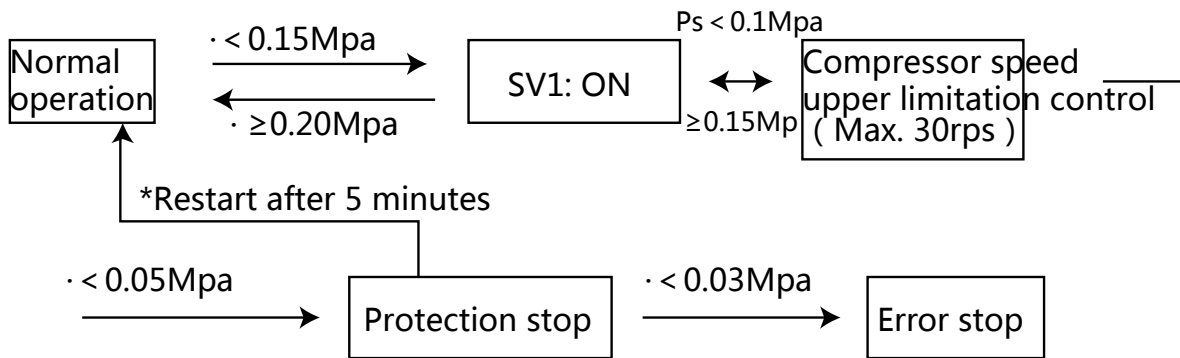 · < 0.15Mpa
Ps < 0.1Mpa
Normal
operation
SV1: ON
Compressor speed
upper limitation control
( Max. 30rps )
· ≥0.20Mpa
≥0.15Mp
*Restart after 5 minutes
· < 0.05Mpa
Protection stop
· < 0.03Mpa
Error stop